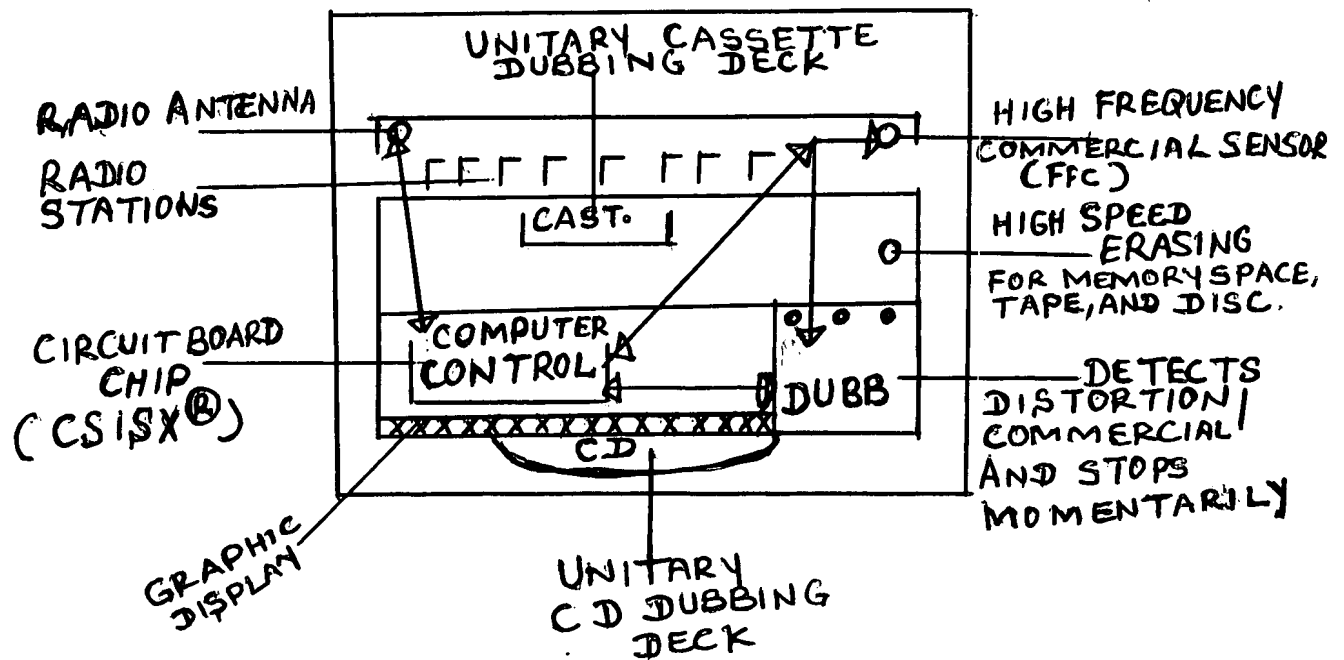 UNITARY CASSETTE
DUBBING DECK
RADIO ANTENNA
RADIO
STATIONS
HIGH FREQUENCY
COMMERCIAL SENSOR
(FFC)
CAST.
HIGH SPEED
ERASING
FOR MEMORY SPACE,
TAPE, AND DISC.
CIRCUIT BOARD
CHIP
(CSISX®)
COMPUTER
CONTROL
DUBB
DETECTS
DISTORTION/
COMMERCIAL
AND STOPS
MOMENTARILY
CD
GRAPHIC
DISPLAY
UNITARY
CD DUBBING
DECK